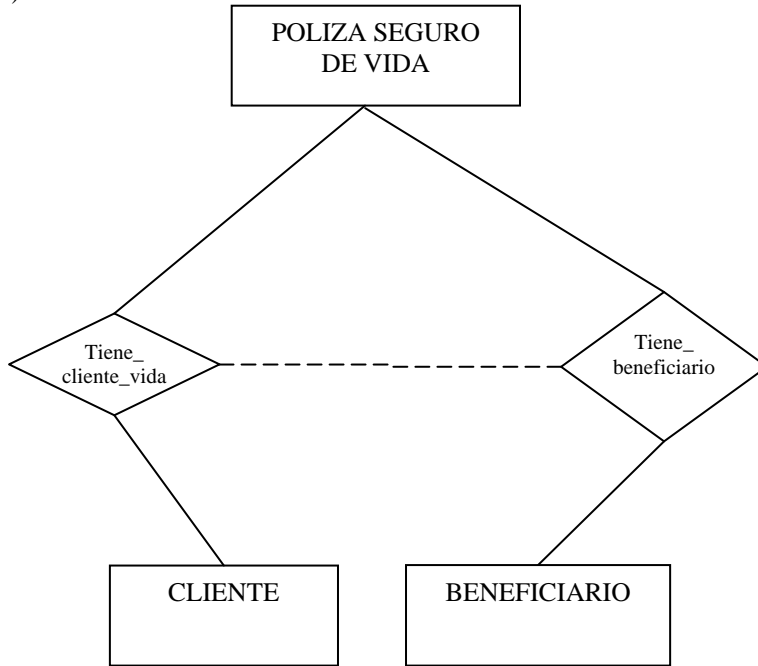 )
POLIZA SEGURO
DE VIDA
Tiene_
cliente_vida
Tiene_
beneficiario
CLIENTE
BENEFICIARIO